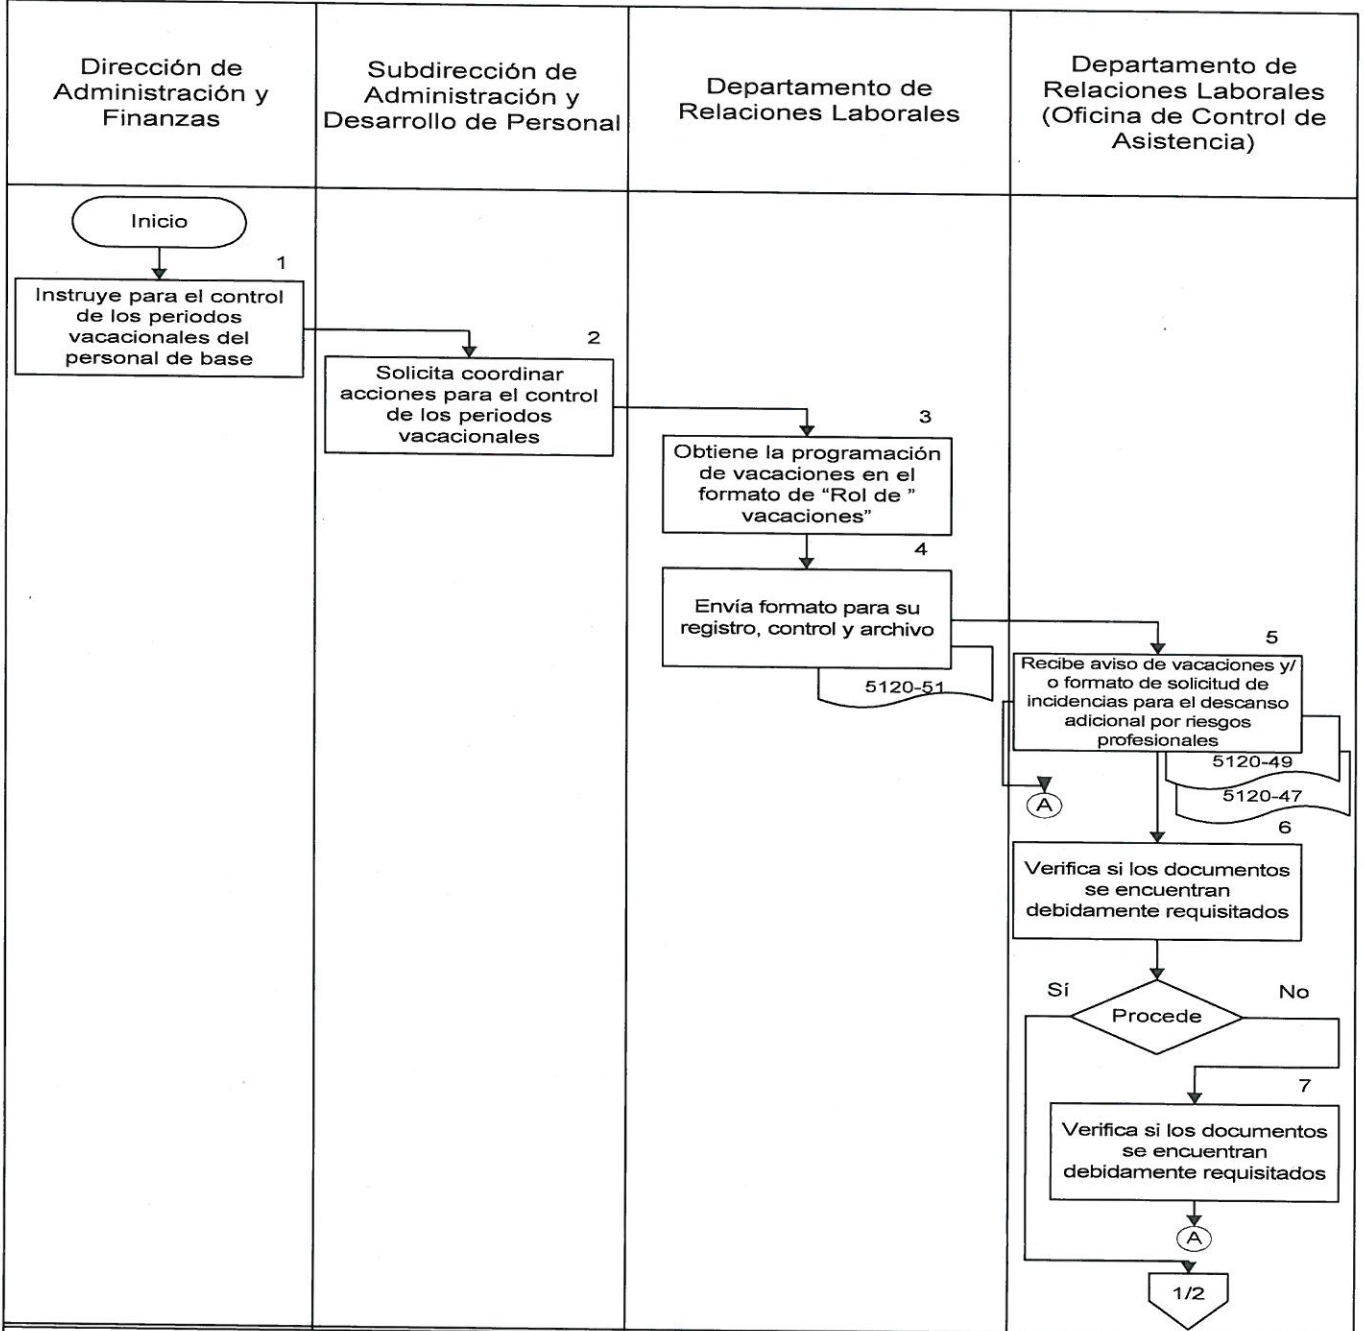 Dirección de
Administración y
Finanzas
Subdirección de
Administración y
Desarrollo de Personal
Departamento de
Relaciones Laborales
Departamento de
Relaciones Laborales
(Oficina de Control de
Asistencia)
Inicio
1
Instruye para el control
de los periodos
vacacionales del
personal de base
2
Solicita coordinar
acciones para el control
de los periodos
vacacionales
3
Obtiene la programación
de vacaciones en el
formato de “Rol de ”
vacaciones”
4
Envía formato para su
registro, control y archivo
5120-51
5
Recibe aviso de vacaciones y/
o formato de solicitud de
incidencias para el descanso
adicional por riesgos
profesionales
5120-49
5120-47
A
6
Verifica si los documentos
se encuentran
debidamente requisitados
Sí
No
Procede
7
Verifica si los documentos
se encuentran
debidamente requisitados
A
1/2